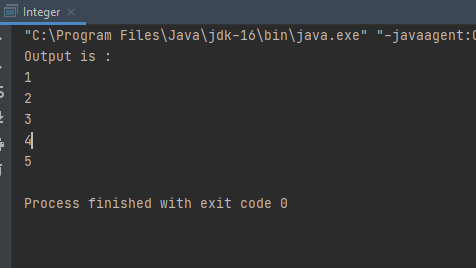 Integer
"C:\Program Files\Java\jdk-16\bin\java.exe" "-javaagent:
Output is :
1
2
3
4
5
Process finished with exit code 0